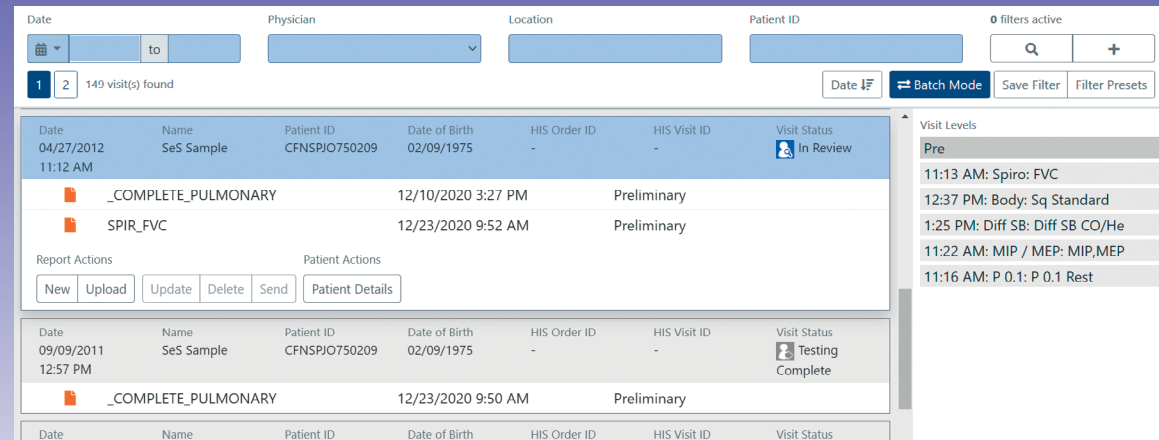 Date Physician Location Patient ID 0 filters active
to
1 2 149 visit(s) found Date Batch Mode Save Filter Filter Presets
Date Name Patient ID Date of Birth HIS Order ID HIS Visit ID Visit Status
04/27/2012 SeS Sample CFNSPJO750209 02/09/1975 - - In Review
11:12 AM
_COMPLETE_PULMONARY 12/10/2020 3:27 PM Preliminary
SPIR_FVC 12/23/2020 9:52 AM Preliminary
Report Actions Patient Actions
New Upload Update Delete Send Patient Details
Date Name Patient ID Date of Birth HIS Order ID HIS Visit ID Visit Status
09/09/2011 SeS Sample CFNSPJO750209 02/09/1975 - - Testing
12:57 PM Complete
_COMPLETE_PULMONARY 12/23/2020 9:50 AM Preliminary
Date Name Patient ID Date of Birth HIS Order ID HIS Visit ID Visit Status
Visit Levels
Pre
11:13 AM: Spiro: FVC
12:37 PM: Body: Sq Standard
1:25 PM: Diff SB: Diff SB CO/He
11:22 AM: MIP / MEP: MIP,MEP
11:16 AM: P 0.1: P 0.1 Rest